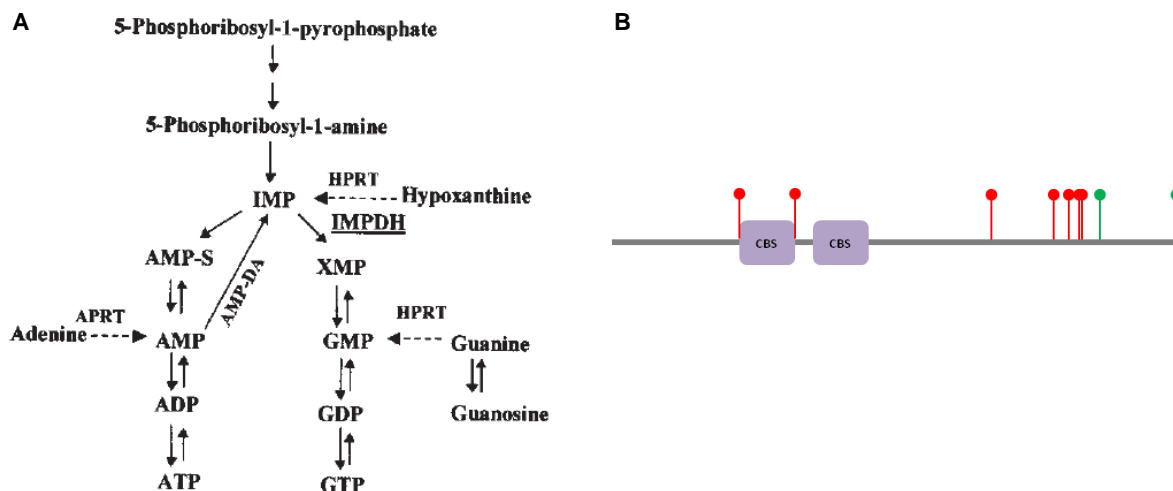 A
B
5-Phosphoribosyl-1-pyrophosphate
5-Phosphoribosyl-1-amine
HPRT
IMP
Hypoxanthine
IMPDH
AMP-S
XMP
AMP-DA
APRT
HPRT
Adenine
AMP
GMP
Guanine
ADP
GDP
Guanosine
ATP
GTP
CBS
CBS